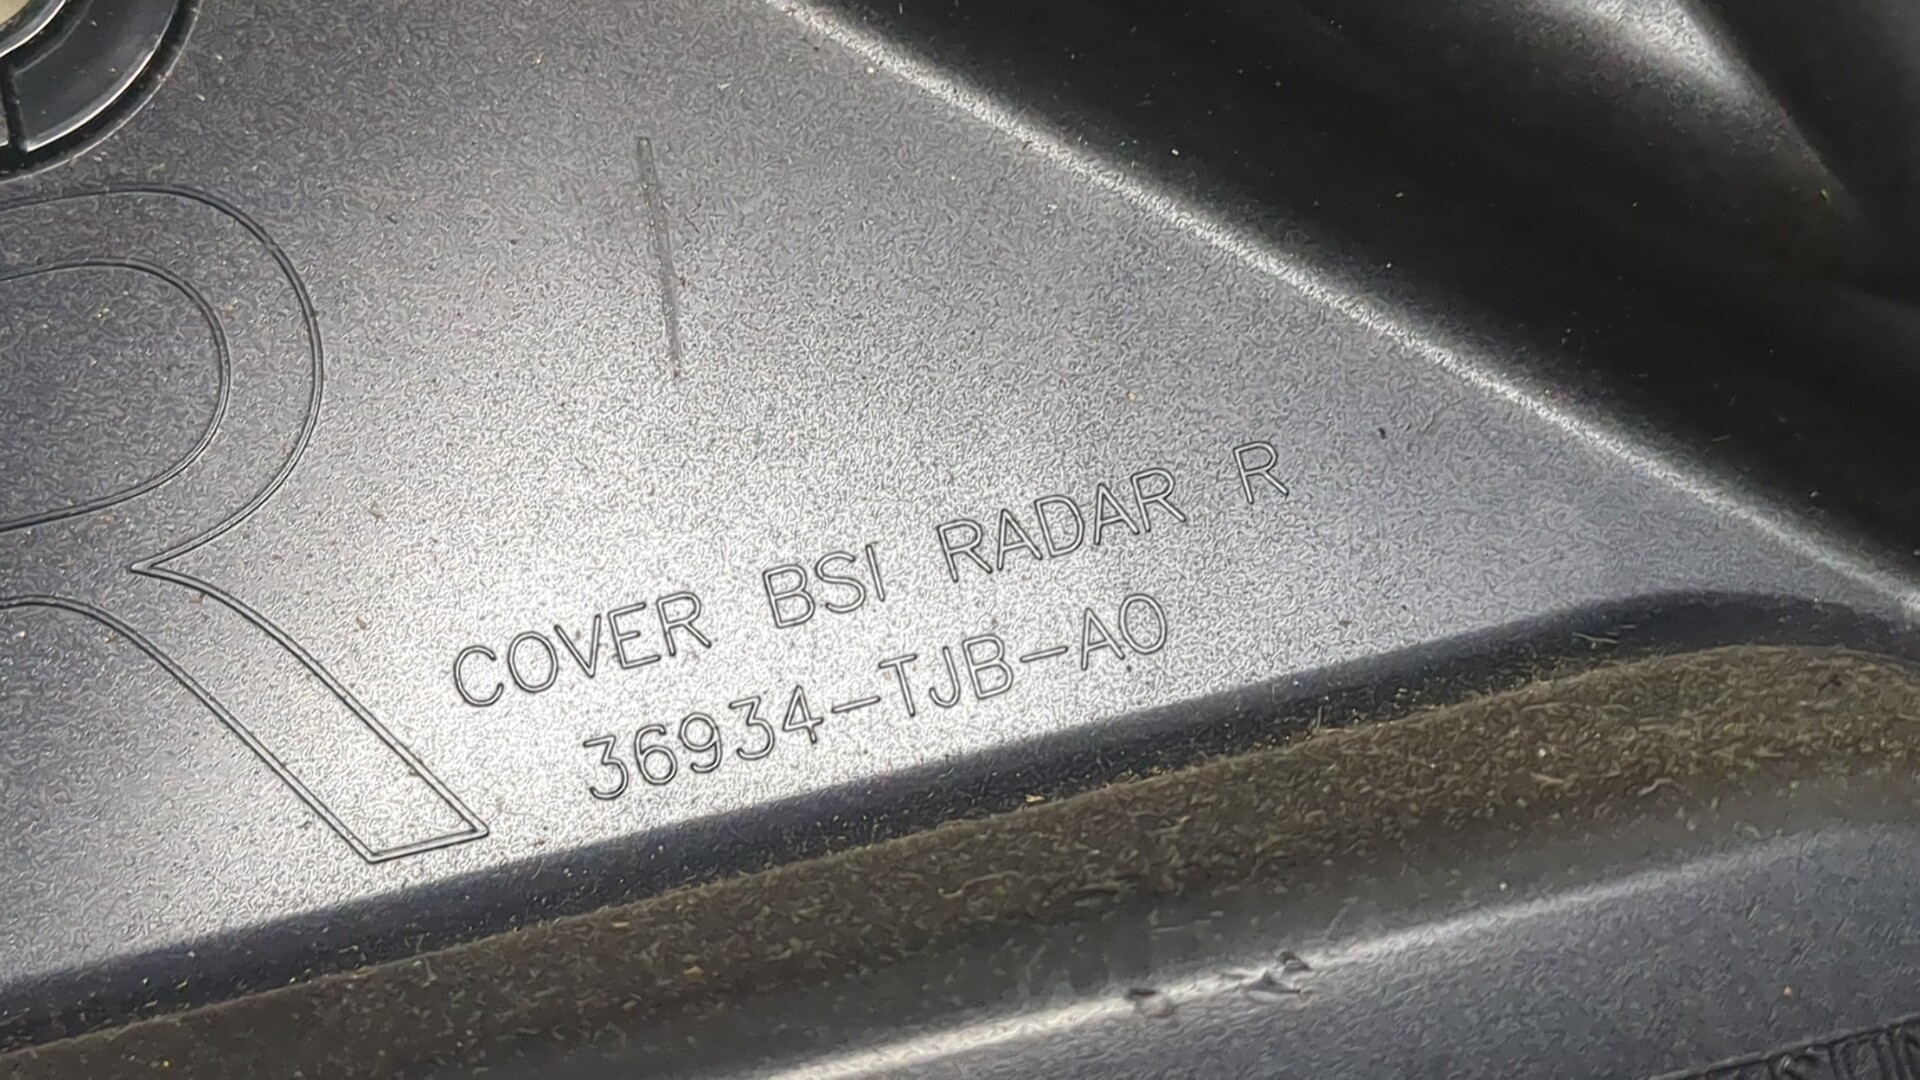 R
COVER BSI RADAR R
36934-TJB-A0